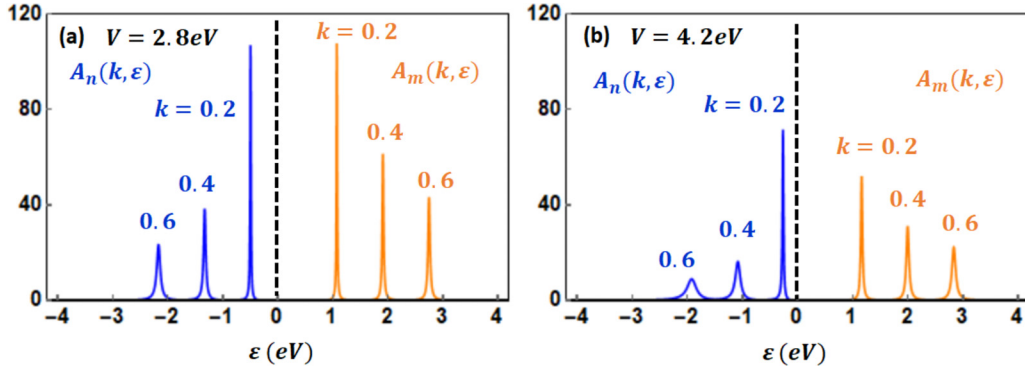 120
80
40
0
(a) V = 2.8eV
A_n(k,ε)
k = 0.2
0.4
0.6
k = 0.2
A_m(k,ε)
0.4
0.6
−4 −3 −2 −1 0 1 2 3 4
ε (eV)
120
80
40
0
(b) V = 4.2eV
A_n(k,ε)
k = 0.2
0.4
0.6
A_m(k,ε)
k = 0.2
0.4
0.6
−4 −3 −2 −1 0 1 2 3 4
ε (eV)